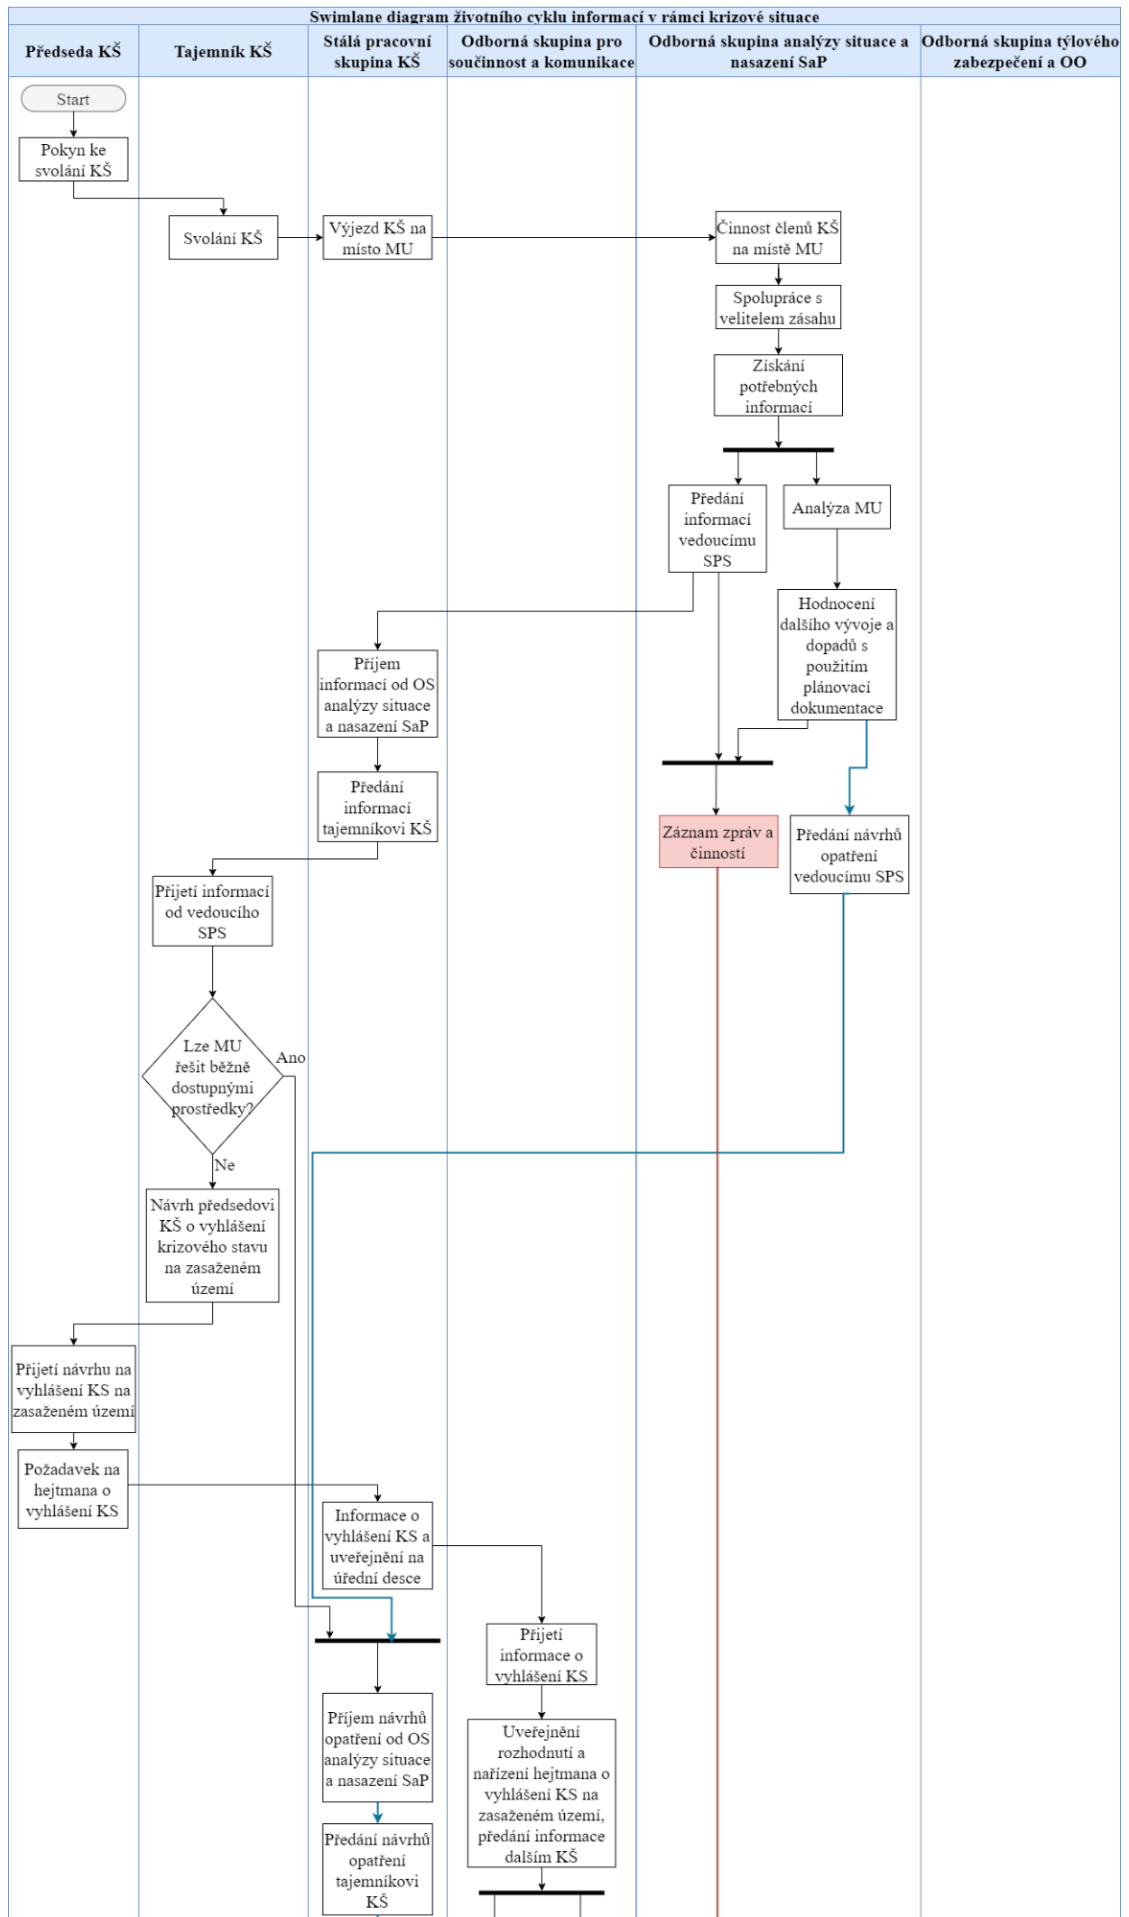 Swimlane diagram životního cyklu informací v rámci krizové situace
Předseda KŠ
Tajemník KŠ
Stálá pracovní
skupina KŠ
Odborná skupina pro
součinnost a komunikace
Odborná skupina analýzy situace a
nasazení SaP
Odborná skupina týlového
zabezpečení a OO
Start
Pokyn ke
svolání KŠ
Svolání KŠ
Výjezd KŠ na
místo MU
Činnost členů KŠ
na místě MU
Spolupráce s
velitelem zásahu
Získání
potřebných
informací
Předání
informací
vedoucímu
SPS
Analýza MU
Hodnocení
dalšího vývoje a
dopadů s
použitím
plánovací
dokumentace
Příjem
informací od OS
analýzy situace
a nasazení SaP
Předání
informací
tajemníkovi KŠ
Záznam zpráv a
činností
Předání návrhů
opatření
vedoucímu SPS
Přijetí informací
od vedoucího
SPS
Lze MU
řešit běžně
dostupnými
prostředky?
Ano
Ne
Návrh předsedovi
KŠ o vyhlášení
krizového stavu
na zasaženém
území
Přijetí návrhu na
vyhlášení KS na
zasaženém území
Požadavek na
hejtmana o
vyhlášení KS
Informace o
vyhlášení KS a
uveřejnění na
úřední desce
Přijetí
informace o
vyhlášení KS
Příjem návrhů
opatření od OS
analýzy situace
a nasazení SaP
Uveřejnění
rozhodnutí a
nařízení hejtmana o
vyhlášení KS na
zasaženém území,
předání informace
dalším KŠ
Předání návrhů
opatření
tajemníkovi
KŠ